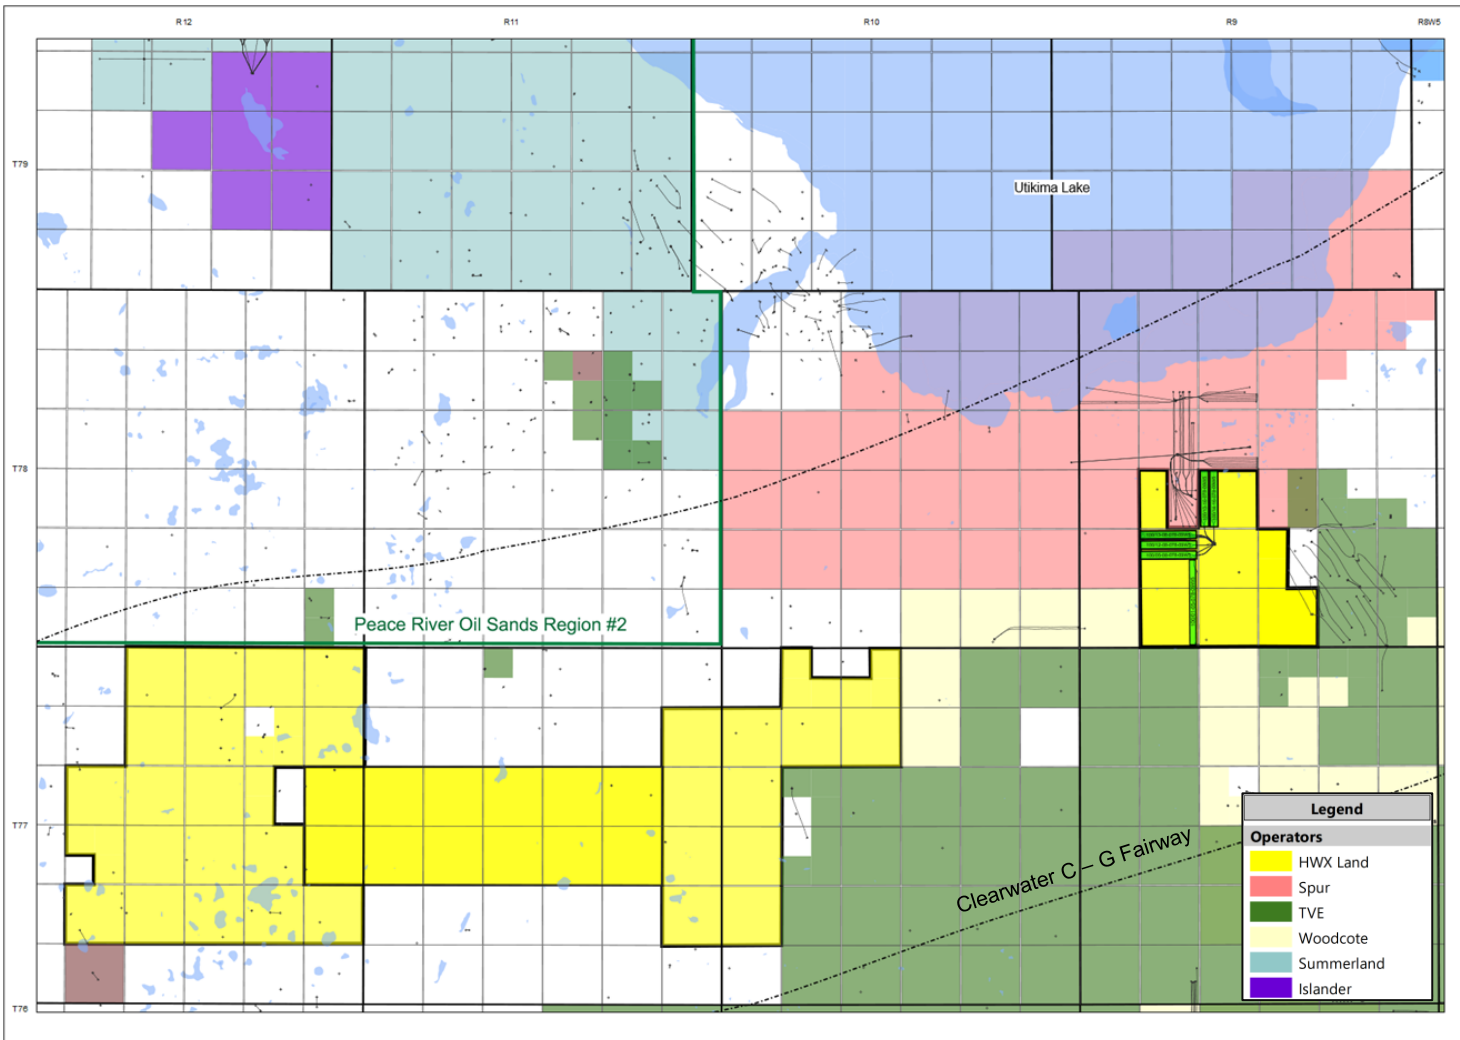 R12 R11 R10 R9 R8W5
T79
Utikima Lake
T78
Peace River Oil Sands Region #2
T77
Clearwater C – G Fairway
Legend
Operators
HWX Land
Spur
TVE
Woodcote
Summerland
Islander
T76